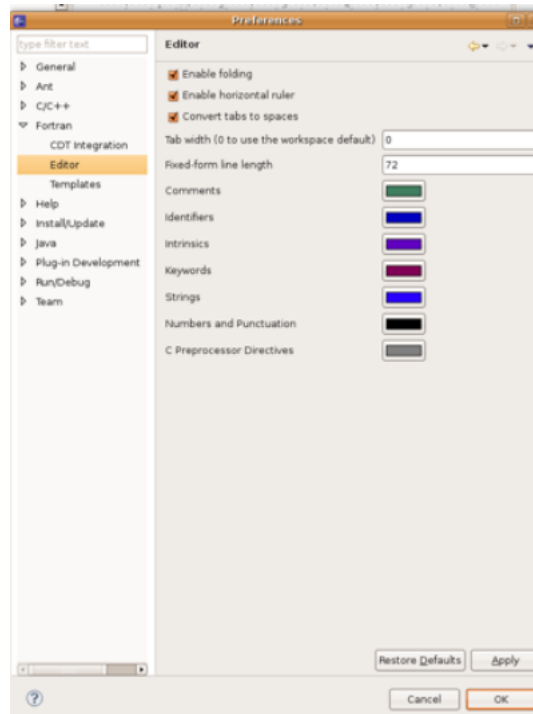 Preferences
type filter text
Editor
General
Ant
C/C++
Fortran
CDT Integration
Editor
Templates
Help
Install/Update
Java
Plug-in Development
Run/Debug
Team
Enable folding
Enable horizontal ruler
Convert tabs to spaces
Tab width (0 to use the workspace default) 0
Fixed-form line length 72
Comments
Identifiers
Intrinsics
Keywords
Strings
Numbers and Punctuation
C Preprocessor Directives
Restore Defaults Apply
? Cancel OK